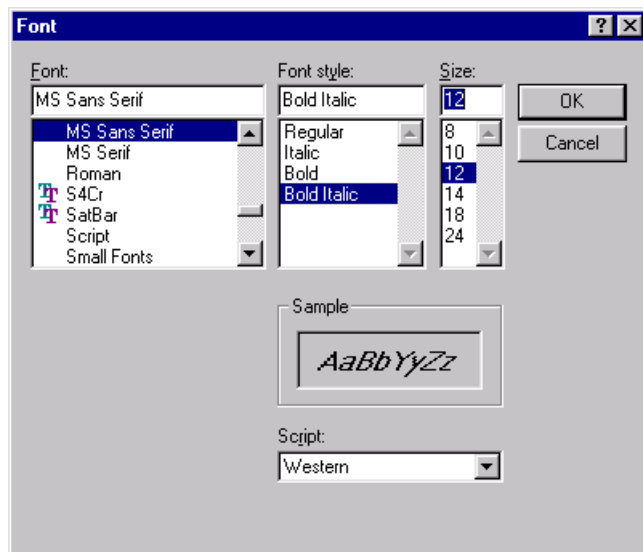 Font
Font:
MS Sans Serif
MS Sans Serif
MS Serif
Roman
S4Cr
SatBar
Script
Small Fonts
Font style:
Bold Italic
Regular
Italic
Bold
Bold Italic
Size:
12
8
10
12
14
18
24
OK
Cancel
Sample
AaBbYyZz
Script:
Western